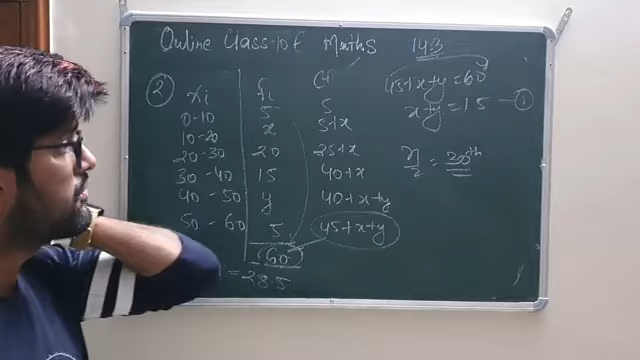 Online Class-10 E Maths 14.3
2 xi fi Cf
0-10 5 5
10-20 x 5+x
20-30 20 25+x
30-40 15 40+x
40-50 y 40+x+y
50-60 5 45+x+y
60
= 28.5
45+x+y=60
x+y=15 - 1
n/2 = 30th